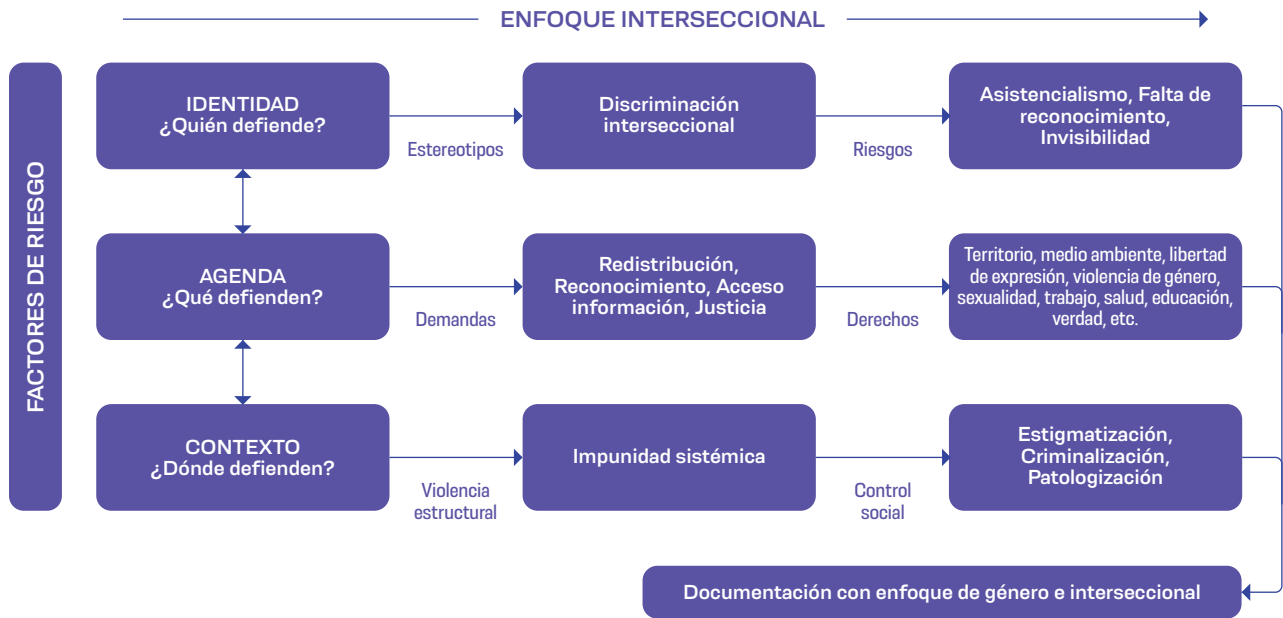 ENFOQUE INTERSECCIONAL
FACTORES DE RIESGO
IDENTIDAD
¿Quién defiende?
Estereotipos
Discriminación
interseccional
Riesgos
Asistencialismo, Falta de
reconocimiento,
Invisibilidad
AGENDA
¿Qué defienden?
Demandas
Redistribución,
Reconocimiento, Acceso
información, Justicia
Derechos
Territorio, medio ambiente, libertad
de expresión, violencia de género,
sexualidad, trabajo, salud, educación,
verdad, etc.
CONTEXTO
¿Dónde defienden?
Violencia
estructural
Impunidad sistémica
Control
social
Estigmatización,
Criminalización,
Patologización
Documentación con enfoque de género e interseccional